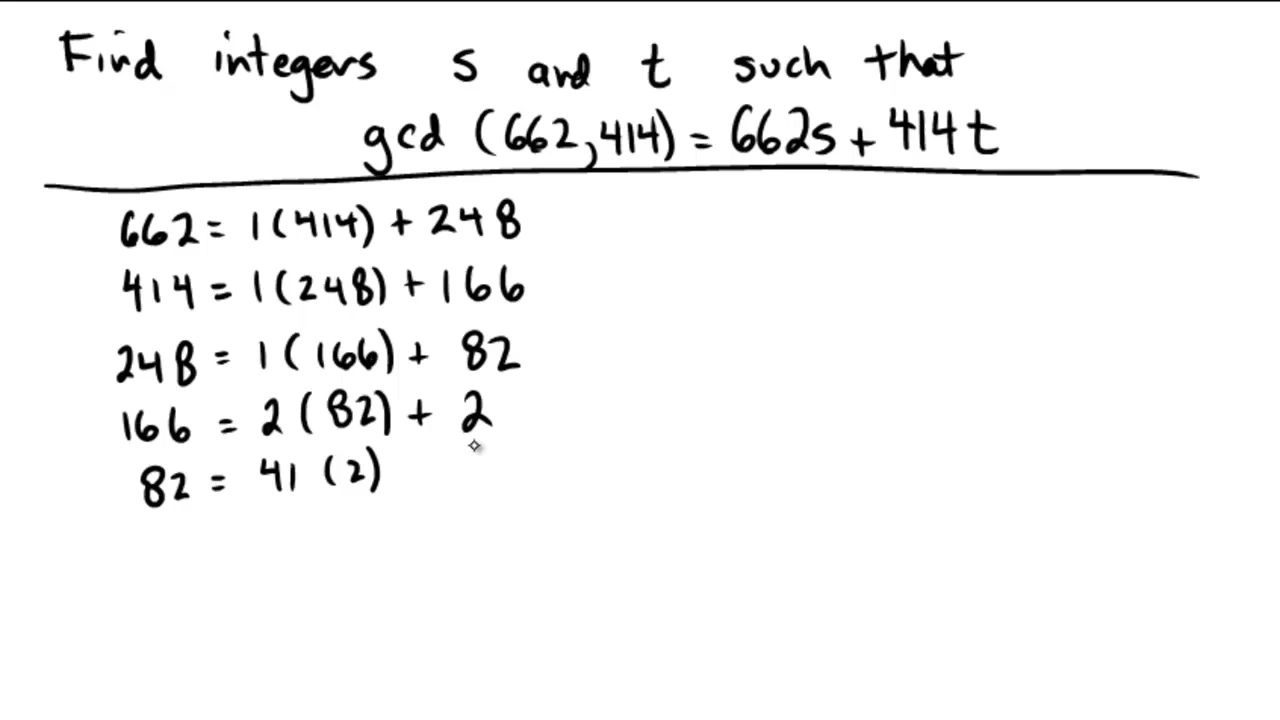 Find integers s and t such that
gcd (662,414) = 662s + 414t
662 = 1(414) + 248
414 = 1(248) + 166
248 = 1(166) + 82
166 = 2(82) + 2
82 = 41(2)